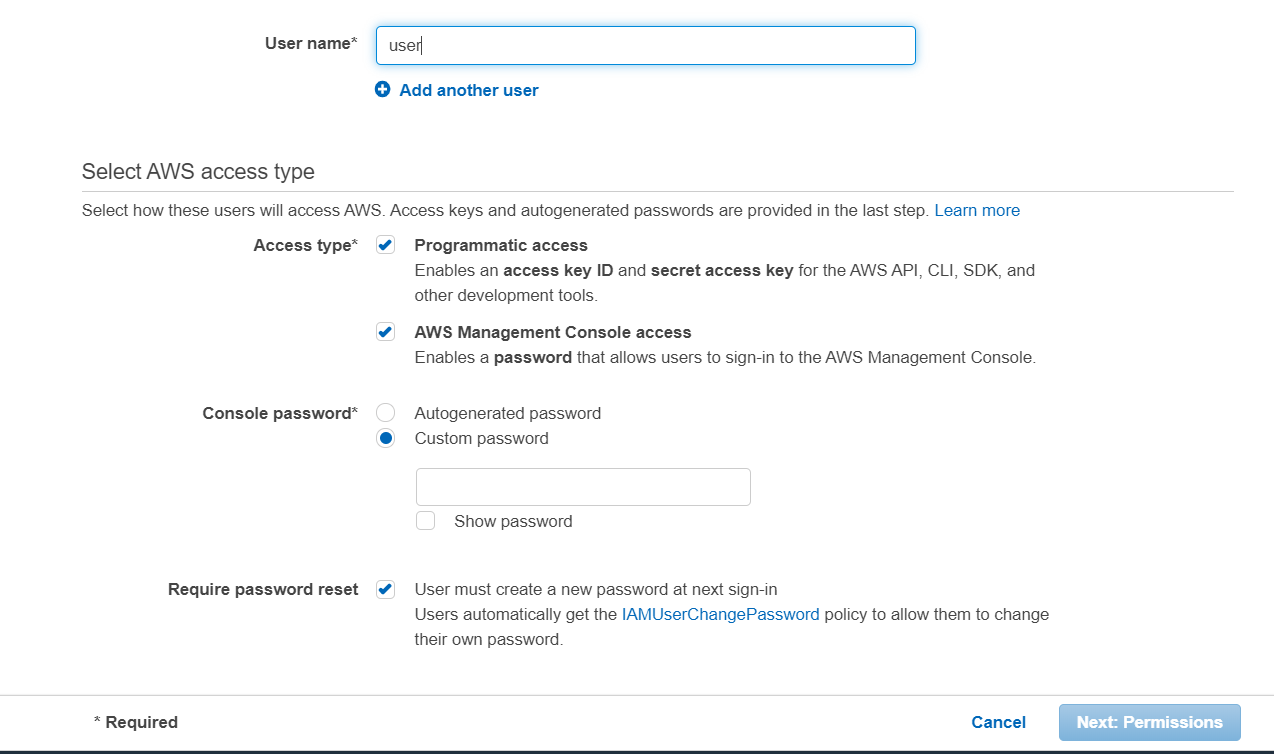 User name*
user
Add another user
Select AWS access type
Select how these users will access AWS. Access keys and autogenerated passwords are provided in the last step. Learn more
Access type*
Programmatic access
Enables an access key ID and secret access key for the AWS API, CLI, SDK, and
other development tools.
AWS Management Console access
Enables a password that allows users to sign-in to the AWS Management Console.
Console password*
Autogenerated password
Custom password
Show password
Require password reset
User must create a new password at next sign-in
Users automatically get the IAMUserChangePassword policy to allow them to change
their own password.
* Required
Cancel
Next: Permissions